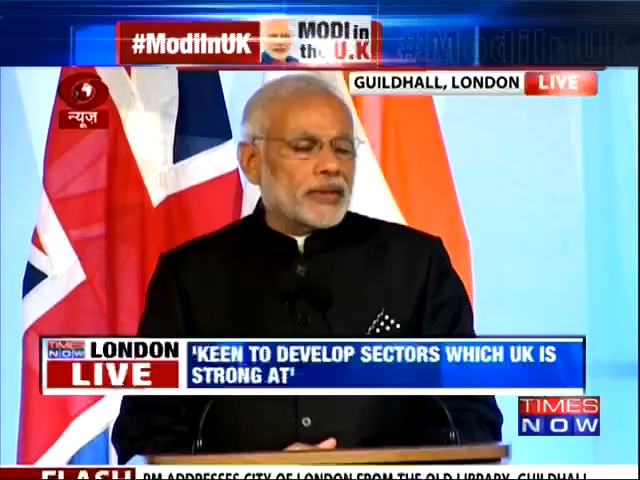 #ModiInUK
MODI in
the U.K
GUILDHALL, LONDON LIVE
न्यूज़
TIMES NOW LONDON
LIVE
'KEEN TO DEVELOP SECTORS WHICH UK IS
STRONG AT'
TIMES
NOW
FLASH PM ADDRESSES CITY OF LONDON FROM THE OLD LIBRARY, GUILDHALL